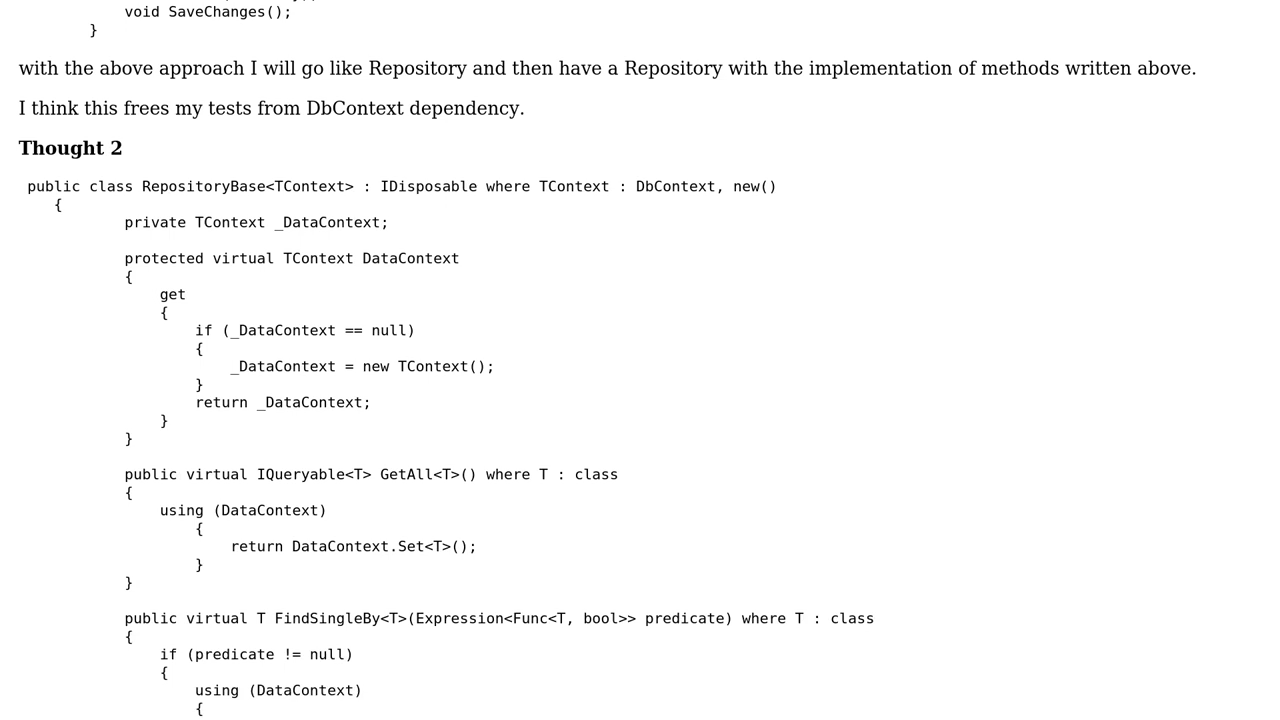 void SaveChanges();
}
with the above approach I will go like Repository and then have a Repository with the implementation of methods written above.
I think this frees my tests from DbContext dependency.
Thought 2
public class RepositoryBase<TContext> : IDisposable where TContext : DbContext, new()
{
private TContext _DataContext;
protected virtual TContext DataContext
{
get
{
if (_DataContext == null)
{
_DataContext = new TContext();
}
return _DataContext;
}
}
public virtual IQueryable<T> GetAll<T>() where T : class
{
using (DataContext)
{
return DataContext.Set<T>();
}
}
public virtual T FindSingleBy<T>(Expression<Func<T, bool>> predicate) where T : class
{
if (predicate != null)
{
using (DataContext)
{